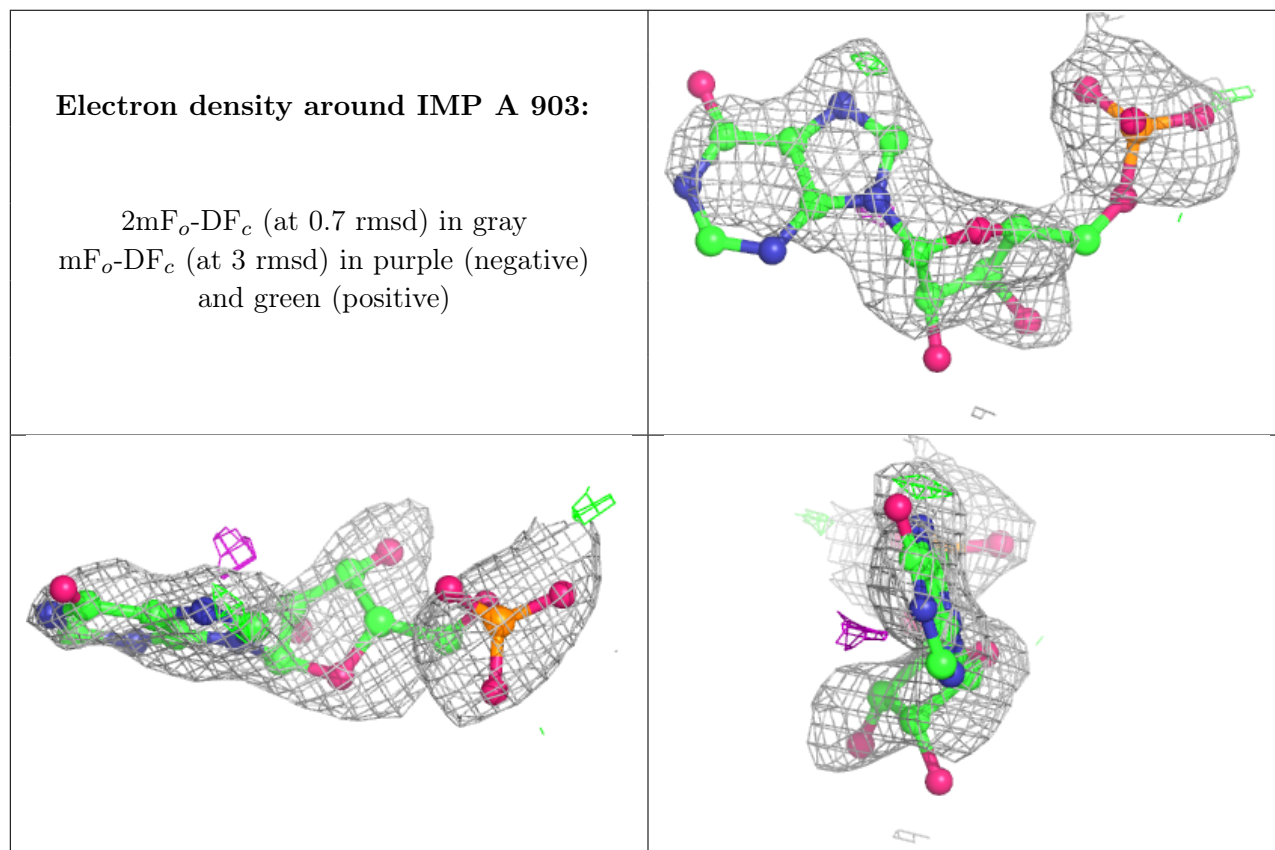 Electron density around IMP A 903:
2mFₒ-DF𝒸 (at 0.7 rmsd) in gray
mFₒ-DF𝒸 (at 3 rmsd) in purple (negative)
and green (positive)